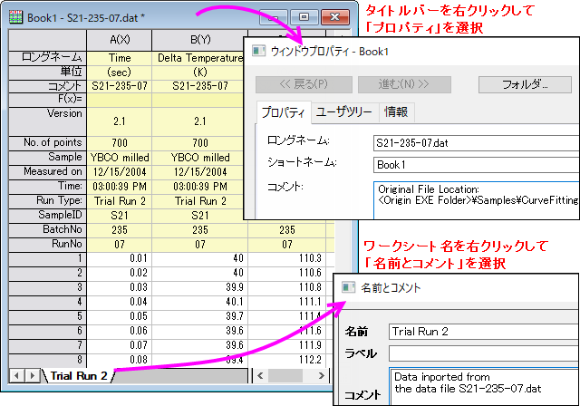 Book1 - S21-235-07.dat *
A(X) B(Y)
ロングネーム Time Delta Temperature
単位 (sec) (K)
コメント S21-235-07 S21-235-07
F(x)=
Version 2.1 2.1
No. of points 700 700
Sample YBCO milled YBCO milled
Measured on 12/15/2004 12/15/2004
Time: 03:00:39 PM 03:00:39 PM
Run Type: Trial Run 2 Trial Run 2
SampleID S21 S21
BatchNo 235 235 235
RunNo 07 07 07
1 0.01 40 110.3
2 0.02 40 110.6
3 0.03 39.9 110.8
4 0.04 40.1 111.1
5 0.05 39.7 111.4
6 0.06 39.6 111.6
7 0.07 39.6 111.9
8 0.08 39.4 112.2
Trial Run 2
タイトルバーを右クリックして
「プロパティ」を選択
ウィンドウプロパティ - Book1
<< 戻る(P) 進む(N) >> フォルダ...
プロパティ ユーザツリー 情報
ロングネーム: S21-235-07.dat
ショートネーム: Book1
コメント: Original File Location:
<Origin EXE Folder>¥Samples¥CurveFitting
ワークシート名を右クリックして
「名前とコメント」を選択
名前とコメント
名前 Trial Run 2
ラベル
コメント Data inported from
the data file S21-235-07-dat